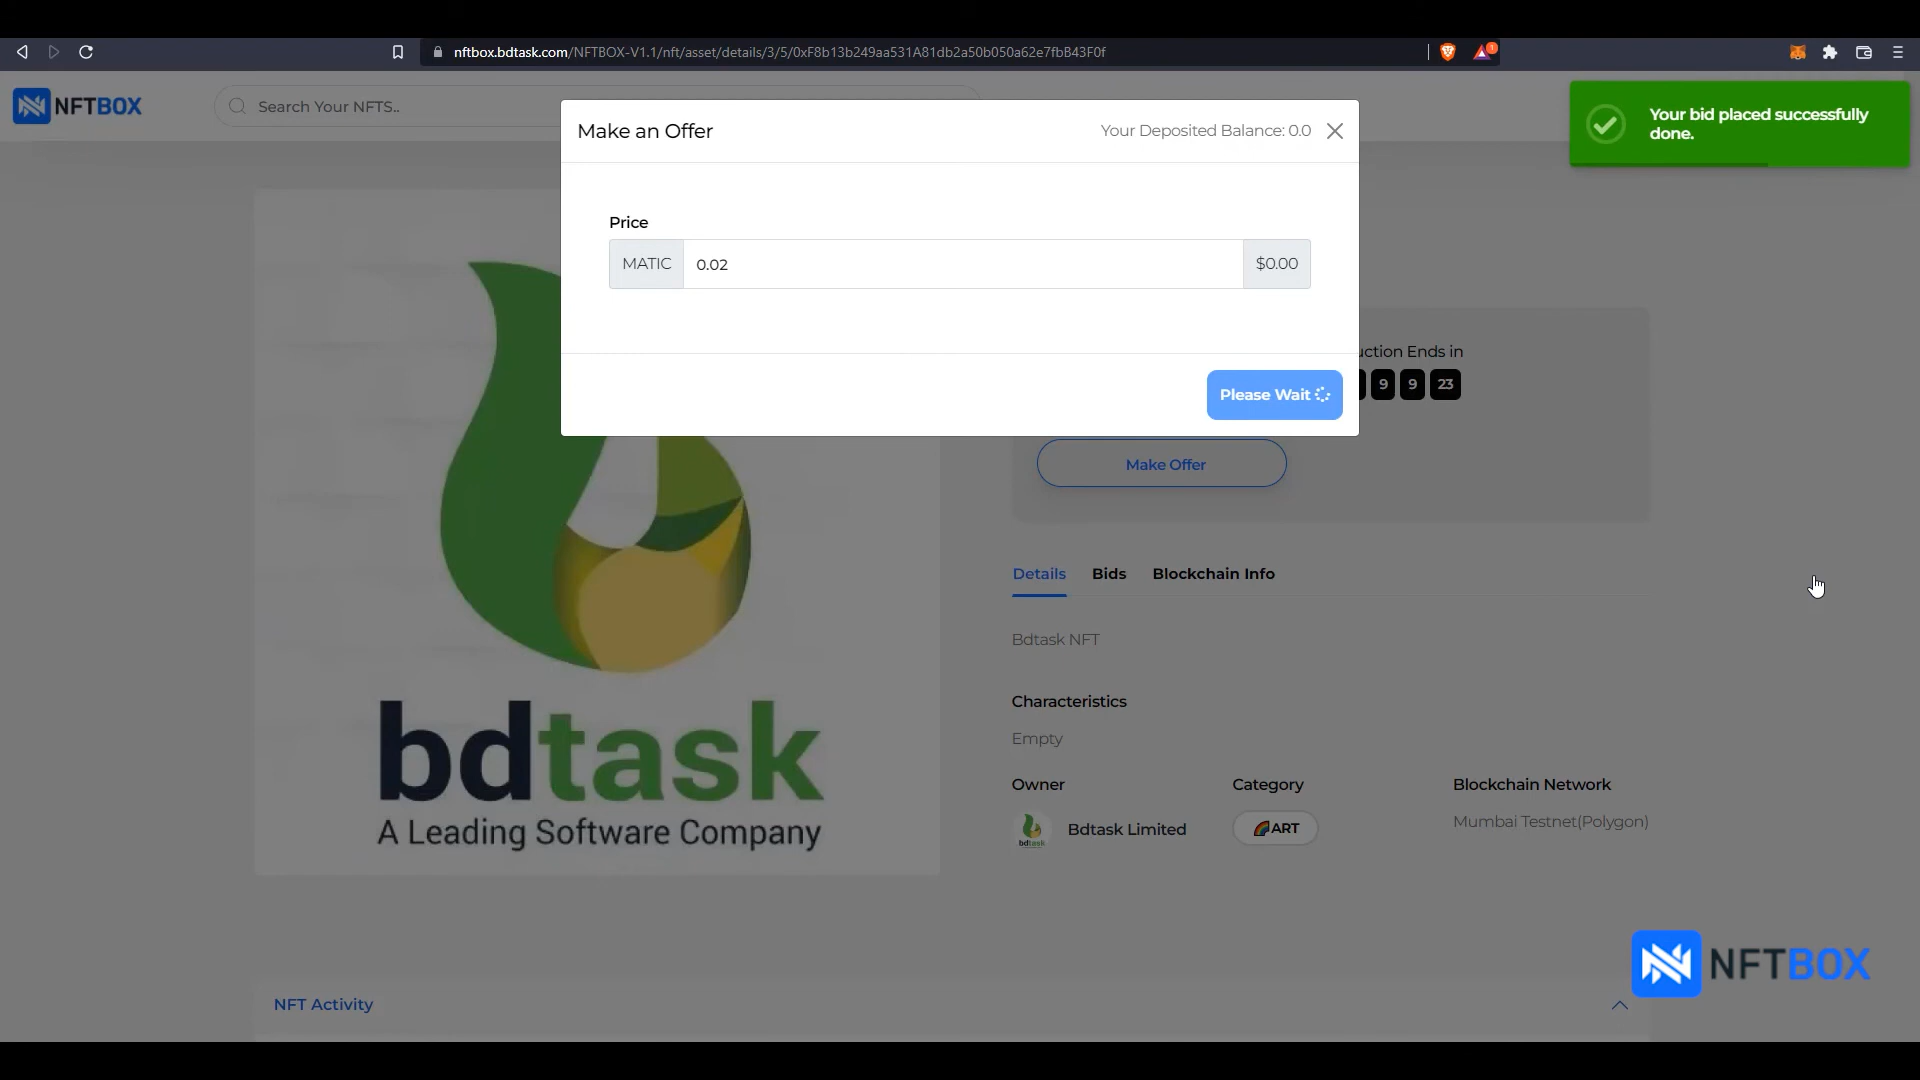 nftbox.bdtask.com/NFTBOX-V1.1/nft/asset/details/3/5/0xF8b13b249aa531A81db2a50b050a62e7fbB43F0f
1
NFTBOX
Search Your NFTS..
Make an Offer
Your Deposited Balance: 0.0
Your bid placed successfully
done.
Price
MATIC
0.02
$0.00
uction Ends in
9 9 23
Please Wait
Make Offer
Details
Bids
Blockchain Info
Bdtask NFT
Characteristics
Empty
Owner
Category
Blockchain Network
bdtask
Bdtask Limited
ART
Mumbai Testnet(Polygon)
bdtask
A Leading Software Company
NFTBOX
NFT Activity